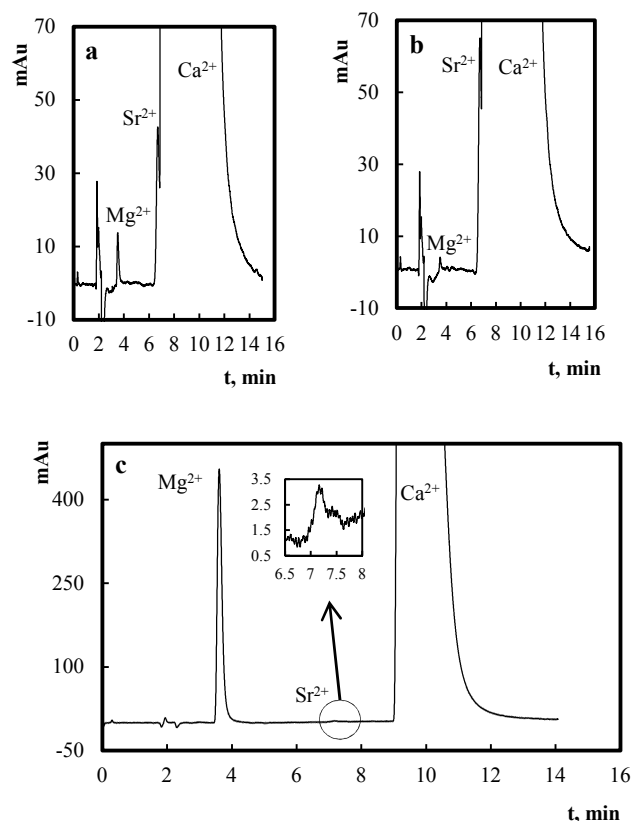 a
mAu
70
50
30
10
-10
Ca²⁺
Sr²⁺
Mg²⁺
0 2 4 6 8 10 12 14 16
t, min
b
mAu
70
50
30
10
-10
Sr²⁺
Ca²⁺
Mg²⁺
0 2 4 6 8 10 12 14 16
t, min
c
mAu
400
250
100
-50
Mg²⁺
Ca²⁺
3.5
2.5
1.5
0.5
6.5 7 7.5 8
Sr²⁺
0 2 4 6 8 10 12 14 16
t, min